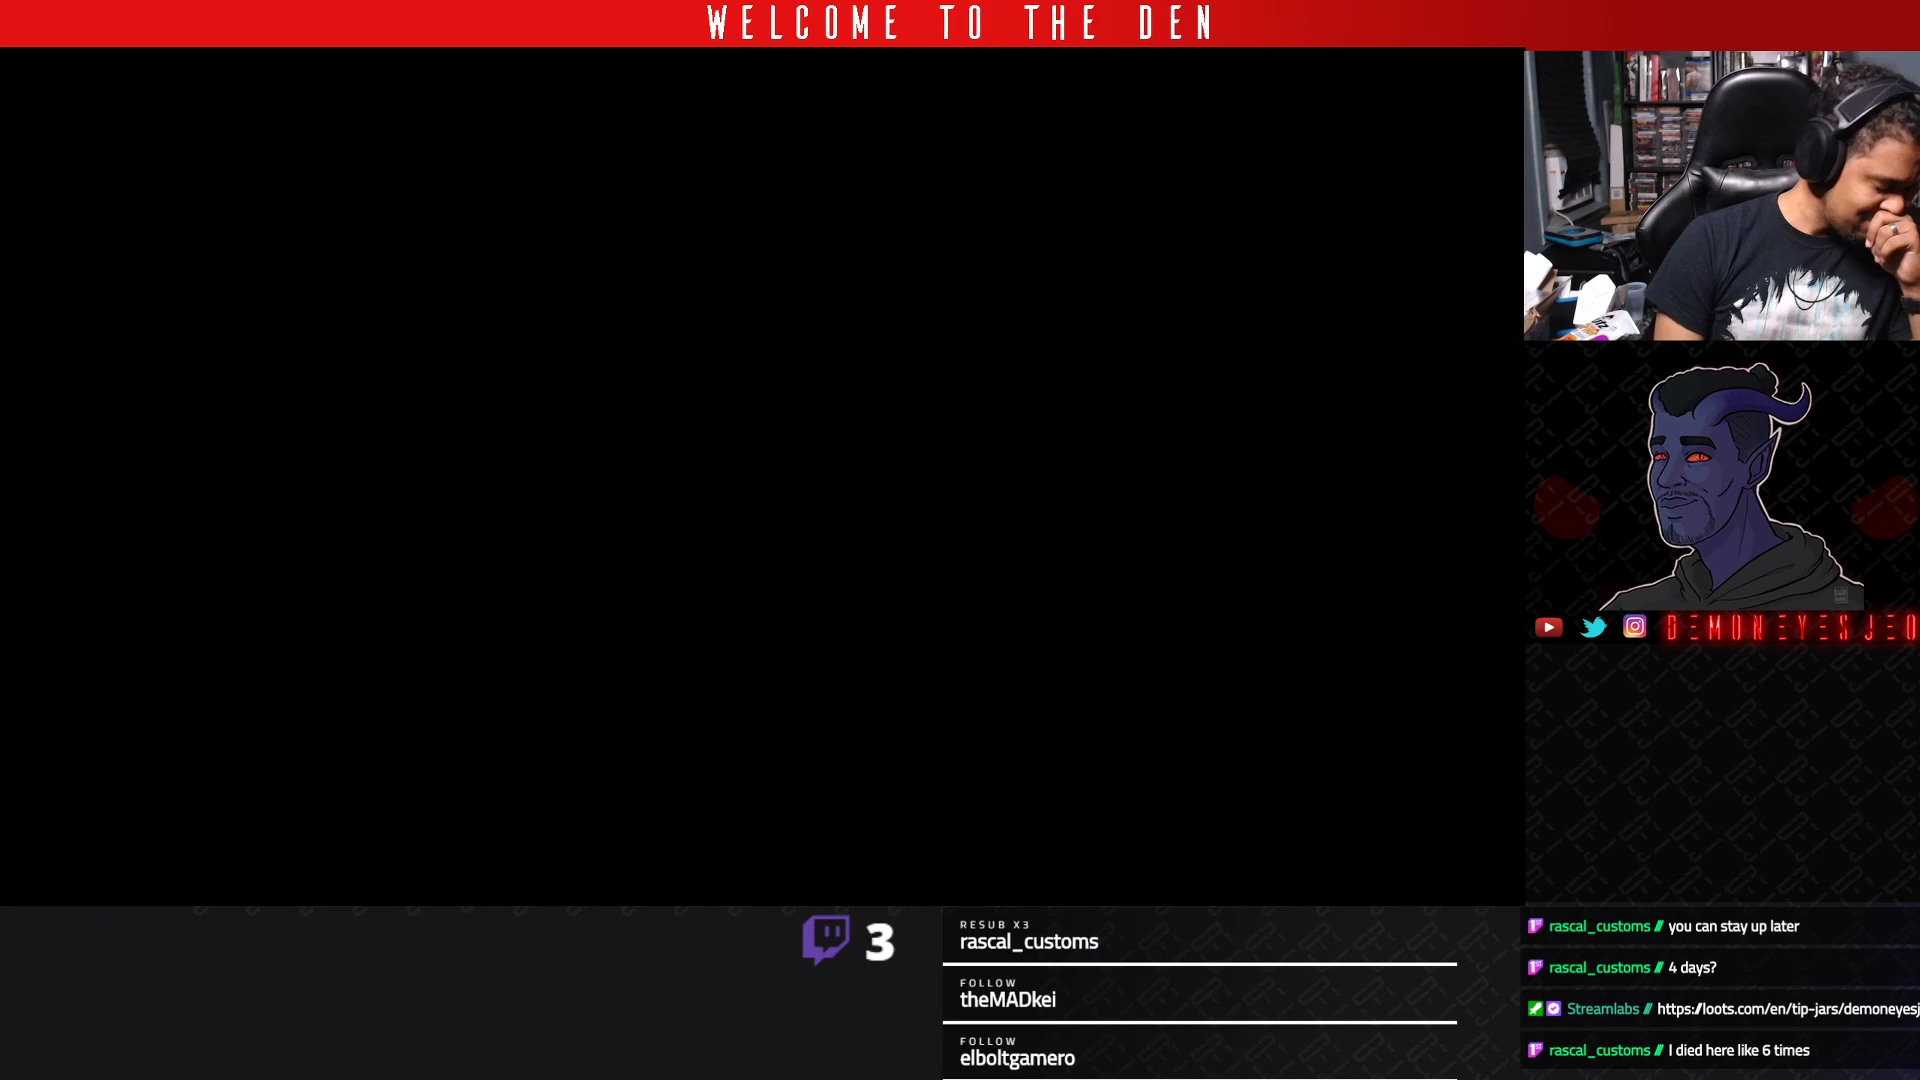 WELCOME TO THE DEN
DEMONEYESJEO
3
RESUB X3
rascal_customs
FOLLOW
theMADkei
FOLLOW
elboltgamero
rascal_customs // you can stay up later
rascal_customs // 4 days?
Streamlabs // https://loots.com/en/tip-jars/demoneyesj
rascal_customs // I died here like 6 times